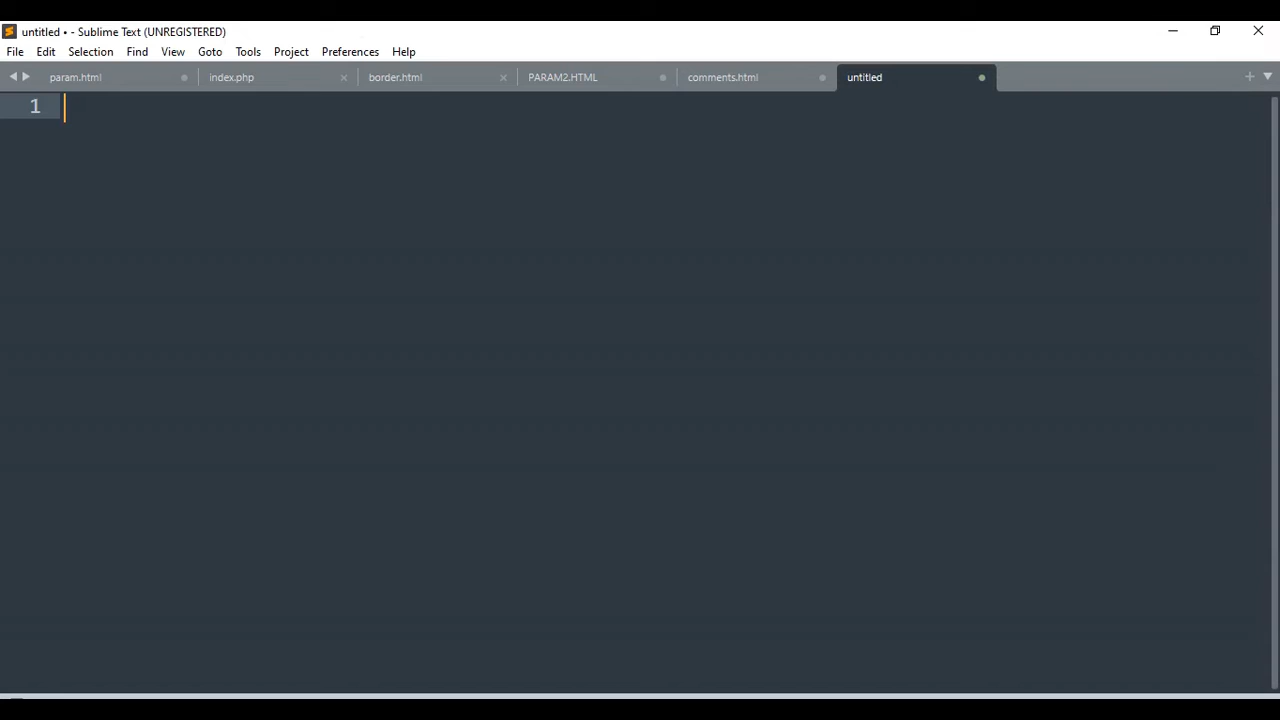 untitled • - Sublime Text (UNREGISTERED)
File Edit Selection Find View Goto Tools Project Preferences Help
param.html index.php border.html PARAM2.HTML comments.html untitled
1